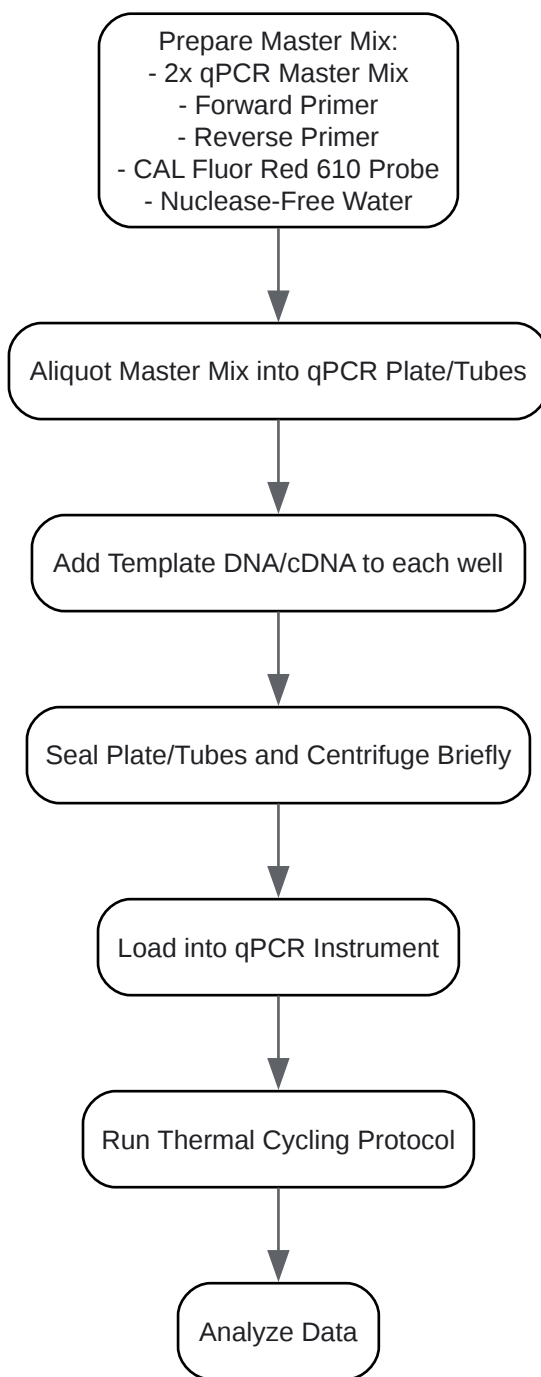 Prepare Master Mix:
- 2x qPCR Master Mix
- Forward Primer
- Reverse Primer
- CAL Fluor Red 610 Probe
- Nuclease-Free Water
Aliquot Master Mix into qPCR Plate/Tubes
Add Template DNA/cDNA to each well
Seal Plate/Tubes and Centrifuge Briefly
Load into qPCR Instrument
Run Thermal Cycling Protocol
Analyze Data